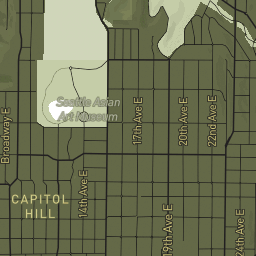 Seattle Asian
Art Museum
Broadway E
17th Ave E
20th Ave E
22nd Ave E
CAPITOL
HILL
14th Ave E
19th Ave E
24th Ave E